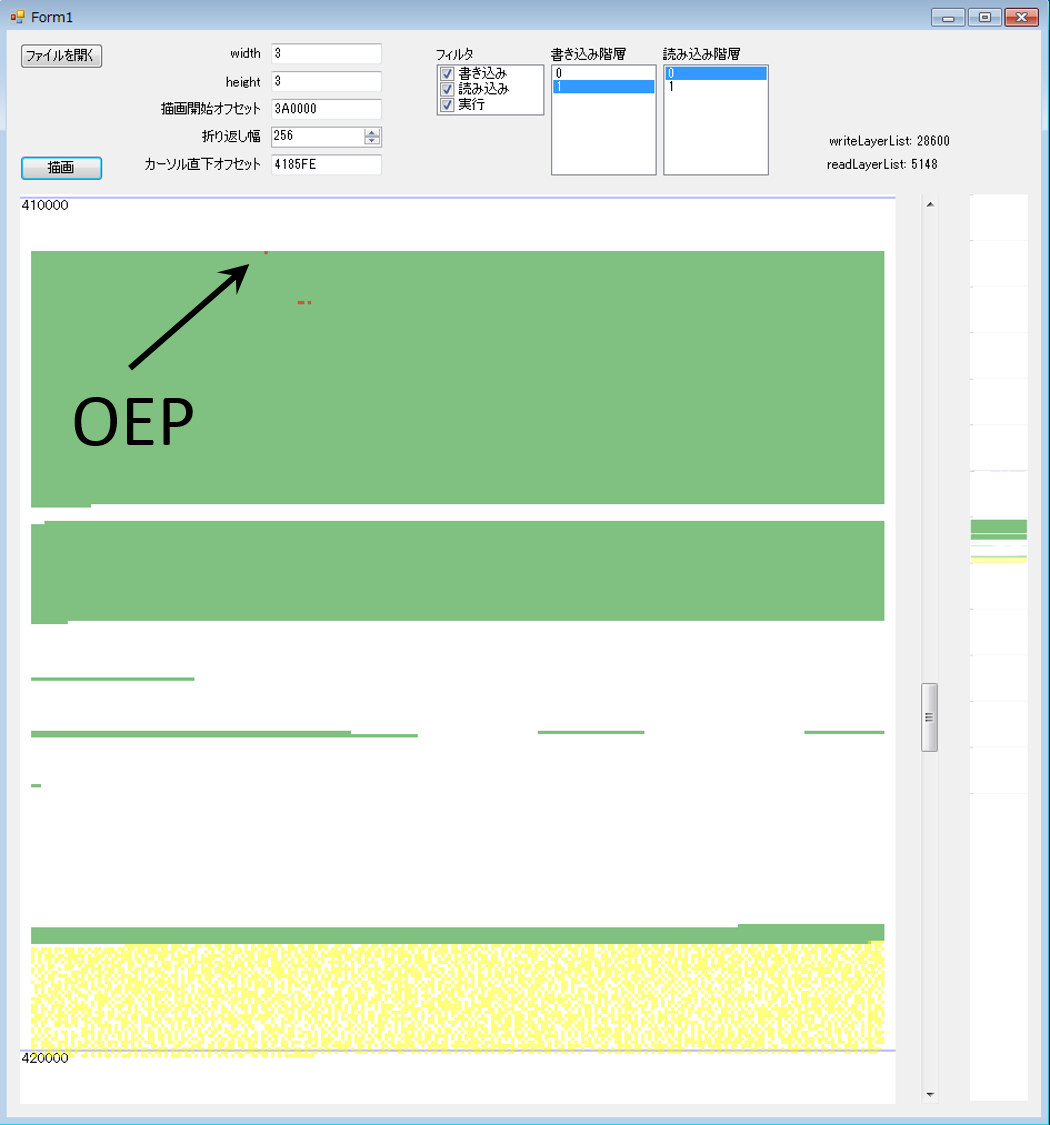 Form1
ファイルを開く
width 3
height 3
描画開始オフセット 3A0000
折り返し幅 256
描画
カーソル直下オフセット 4185FE
フィルタ
書き込み
読み込み
実行
書き込み階層
0
1
読み込み階層
0
1
writeLayerList: 28600
readLayerList: 5148
410000
OEP
420000